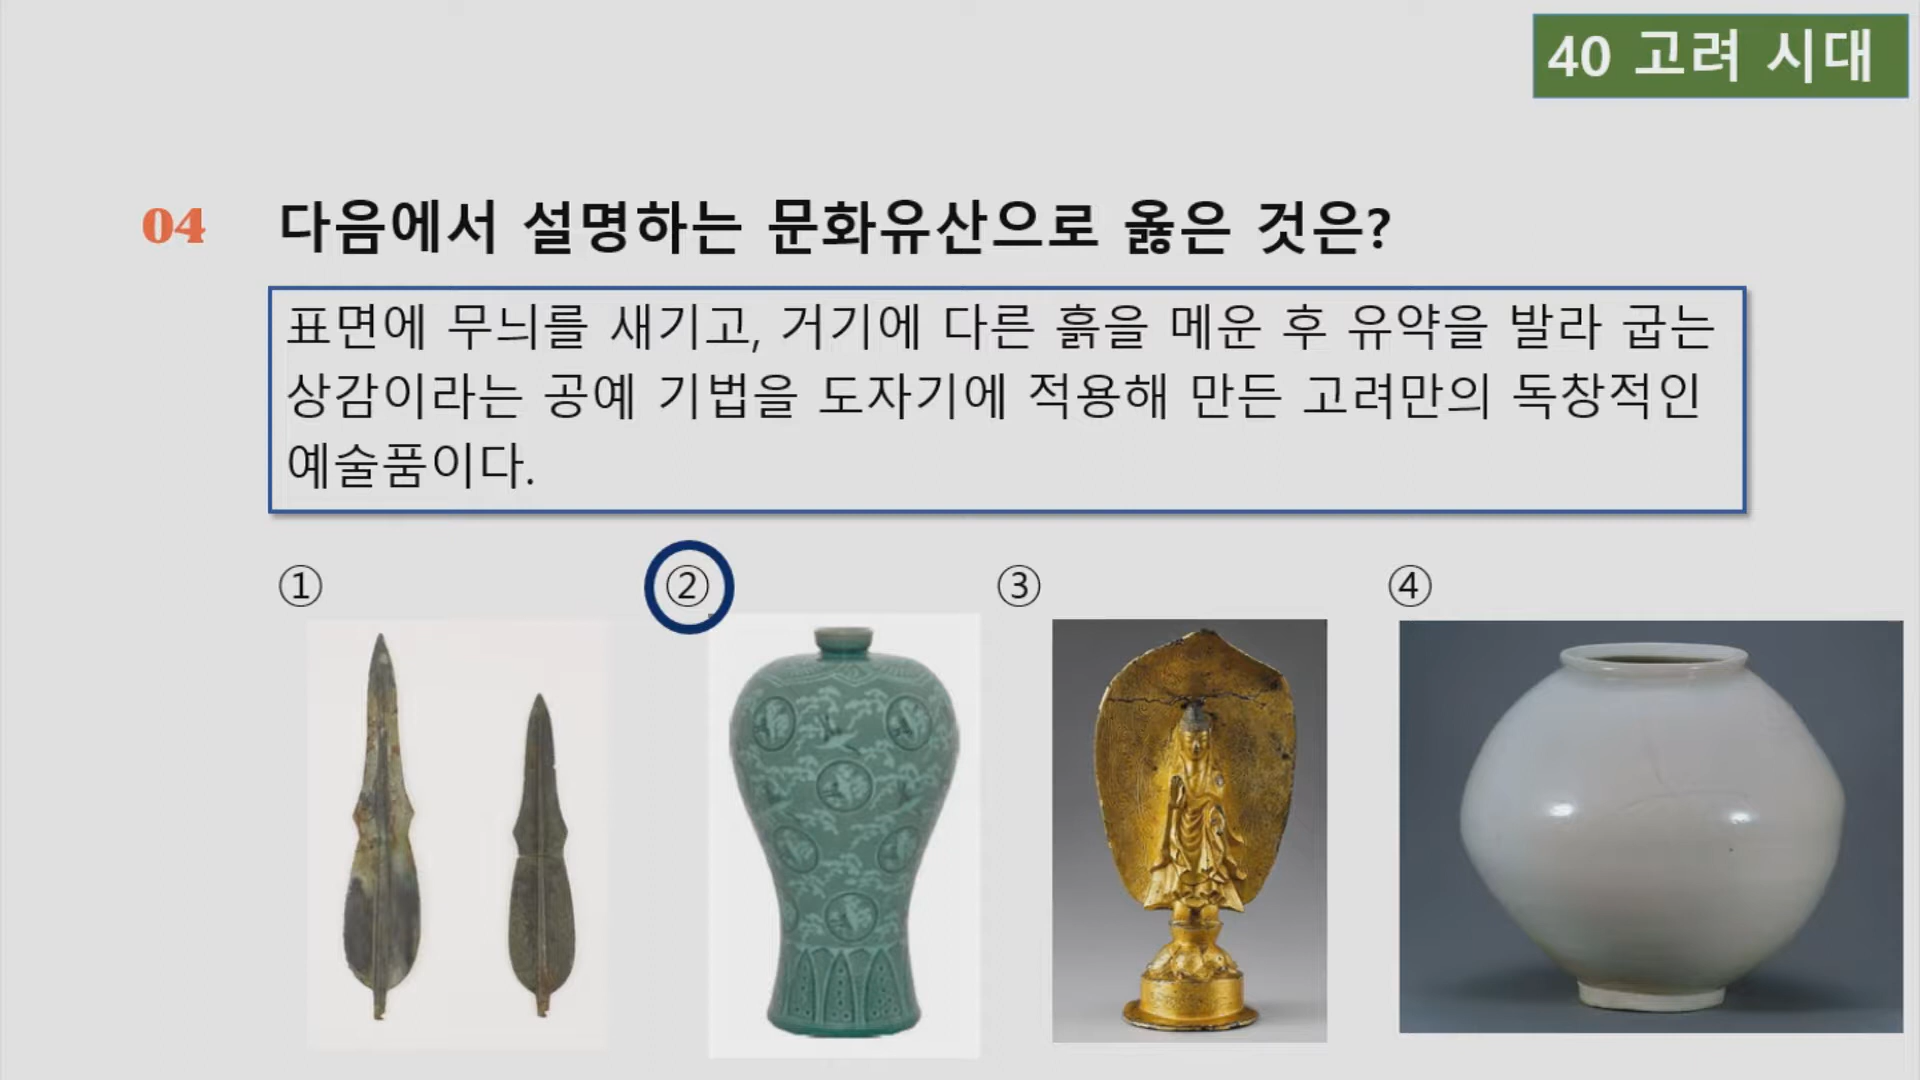 40 고려 시대
04 다음에서 설명하는 문화유산으로 옳은 것은?
표면에 무늬를 새기고, 거기에 다른 흙을 메운 후 유약을 발라 굽는
상감이라는 공예 기법을 도자기에 적용해 만든 고려만의 독창적인
예술품이다.
① ② ③ ④